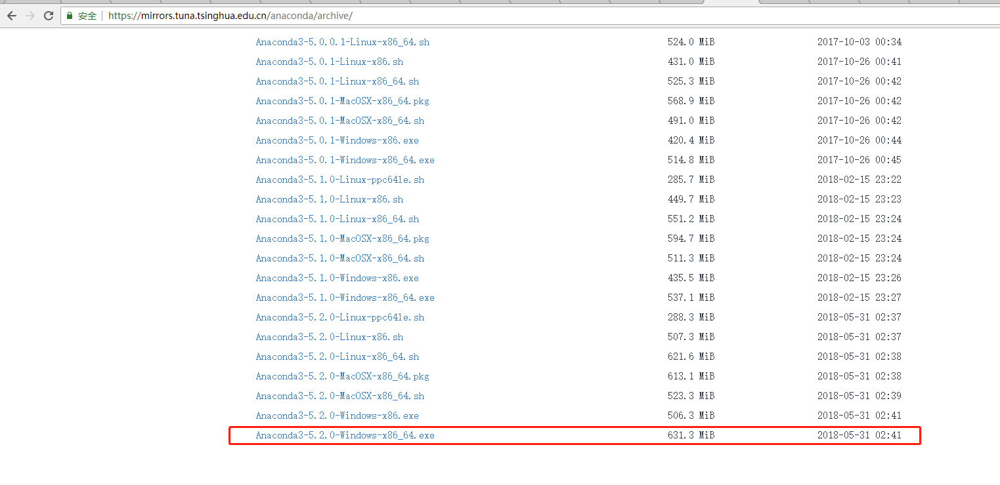 安全 https://mirrors.tuna.tsinghua.edu.cn/anaconda/archive/
Anaconda3-5.0.0.1-Linux-x86_64.sh 524.0 MiB 2017-10-03 00:34
Anaconda3-5.0.1-Linux-x86.sh 431.0 MiB 2017-10-26 00:41
Anaconda3-5.0.1-Linux-x86_64.sh 525.3 MiB 2017-10-26 00:42
Anaconda3-5.0.1-MacOSX-x86_64.pkg 568.9 MiB 2017-10-26 00:42
Anaconda3-5.0.1-MacOSX-x86_64.sh 491.0 MiB 2017-10-26 00:42
Anaconda3-5.0.1-Windows-x86.exe 420.4 MiB 2017-10-26 00:44
Anaconda3-5.0.1-Windows-x86_64.exe 514.8 MiB 2017-10-26 00:45
Anaconda3-5.1.0-Linux-ppc64le.sh 285.7 MiB 2018-02-15 23:22
Anaconda3-5.1.0-Linux-x86.sh 449.7 MiB 2018-02-15 23:23
Anaconda3-5.1.0-Linux-x86_64.sh 551.2 MiB 2018-02-15 23:24
Anaconda3-5.1.0-MacOSX-x86_64.pkg 594.7 MiB 2018-02-15 23:24
Anaconda3-5.1.0-MacOSX-x86_64.sh 511.3 MiB 2018-02-15 23:24
Anaconda3-5.1.0-Windows-x86.exe 435.5 MiB 2018-02-15 23:26
Anaconda3-5.1.0-Windows-x86_64.exe 537.1 MiB 2018-02-15 23:27
Anaconda3-5.2.0-Linux-ppc64le.sh 288.3 MiB 2018-05-31 02:37
Anaconda3-5.2.0-Linux-x86.sh 507.3 MiB 2018-05-31 02:37
Anaconda3-5.2.0-Linux-x86_64.sh 621.6 MiB 2018-05-31 02:38
Anaconda3-5.2.0-MacOSX-x86_64.pkg 613.1 MiB 2018-05-31 02:38
Anaconda3-5.2.0-MacOSX-x86_64.sh 523.3 MiB 2018-05-31 02:39
Anaconda3-5.2.0-Windows-x86.exe 506.3 MiB 2018-05-31 02:41
Anaconda3-5.2.0-Windows-x86_64.exe 631.3 MiB 2018-05-31 02:41